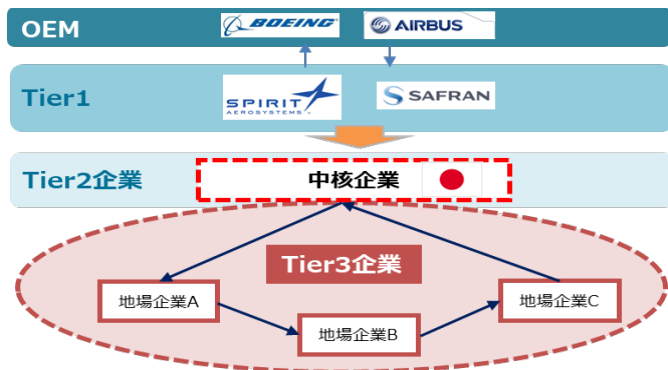 OEM
BOEING
AIRBUS
Tier1
SPIRIT
AEROSYSTEMS
SAFRAN
Tier2企業
中核企業
Tier3企業
地場企業A
地場企業B
地場企業C